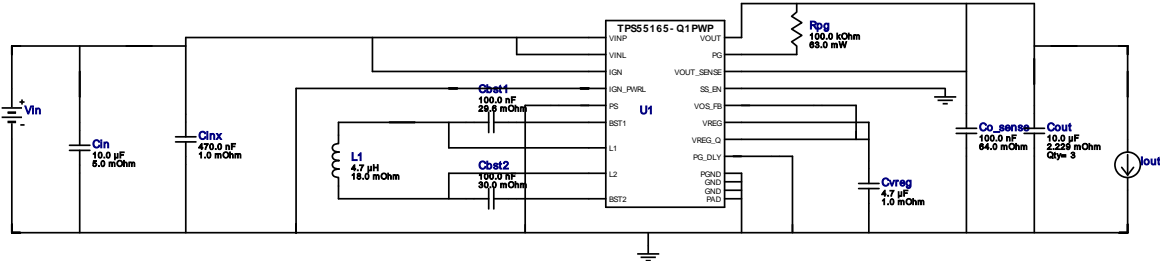 TPS55165-Q1PWP
VINP
VINL
IGN
IGN_PWRL
PS
BST1
L1
L2
BST2
U1
VOUT
PG
VOUT_SENSE
SS_EN
VOS_FB
VREG
VREG_Q
PG_DLY
PGND
GND
GND
PAD
Rpg
100.0 kOhm
63.0 mW
Cbst1
100.0 nF
29.6 mOhm
+
Vin
-
Cin
10.0 µF
5.0 mOhm
Cinx
470.0 nF
1.0 mOhm
L1
4.7 µH
18.0 mOhm
Cbst2
100.0 nF
30.0 mOhm
Cvreg
4.7 µF
1.0 mOhm
Co_sense
100.0 nF
64.0 mOhm
Cout
10.0 µF
2.229 mOhm
Qty= 3
Iout